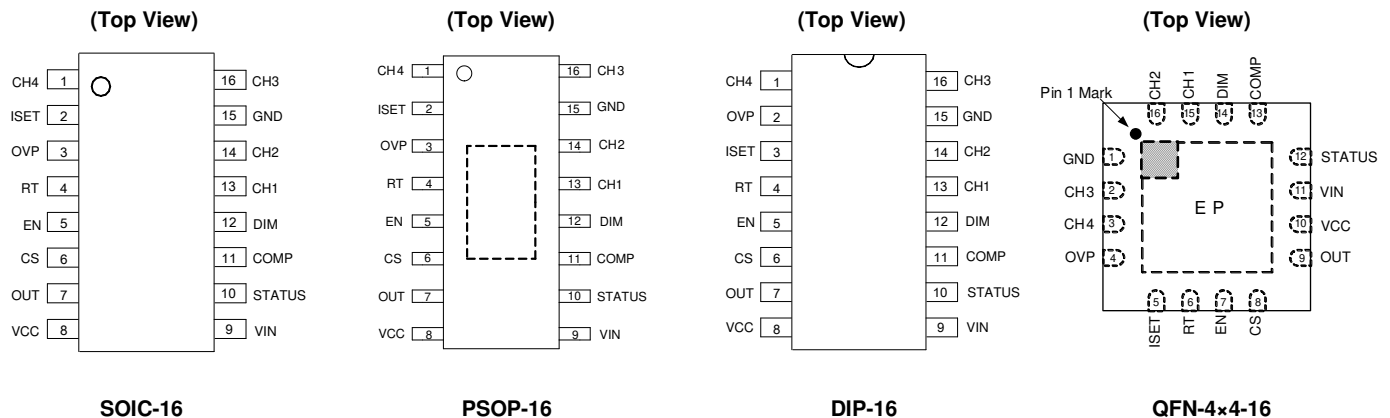 (Top View)
CH4 1
ISET 2
OVP 3
RT 4
EN 5
CS 6
OUT 7
VCC 8
16 CH3
15 GND
14 CH2
13 CH1
12 DIM
11 COMP
10 STATUS
9 VIN
SOIC-16
(Top View)
CH4 1
ISET 2
OVP 3
RT 4
EN 5
CS 6
OUT 7
VCC 8
16 CH3
15 GND
14 CH2
13 CH1
12 DIM
11 COMP
10 STATUS
9 VIN
PSOP-16
(Top View)
CH4 1
OVP 2
ISET 3
RT 4
EN 5
CS 6
OUT 7
VCC 8
16 CH3
15 GND
14 CH2
13 CH1
12 DIM
11 COMP
10 STATUS
9 VIN
DIP-16
(Top View)
Pin 1 Mark
CH2 16
CH1 15
DIM 14
COMP 13
GND 1
CH3 2
CH4 3
OVP 4
E P
12 STATUS
11 VIN
10 VCC
9 OUT
5 ISET
6 RT
7 EN
8 CS
QFN-4×4-16